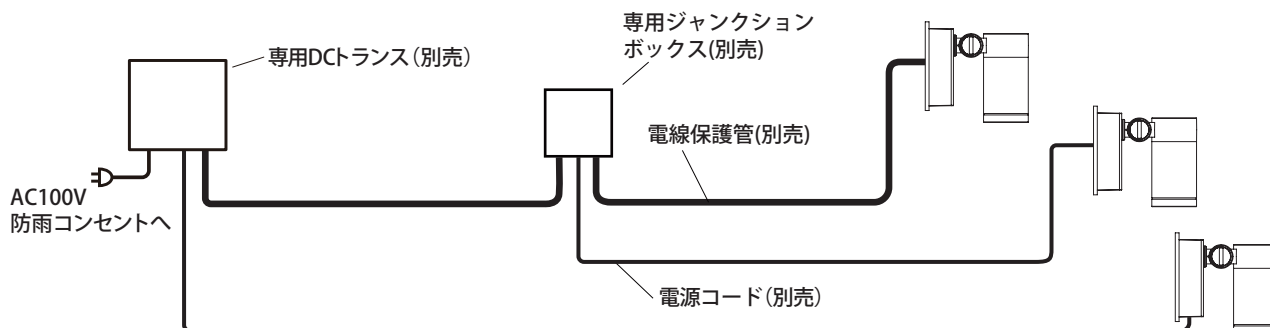 専用DCトランス（別売）
専用ジャンクション
ボックス(別売)
電線保護管(別売)
AC100V
防雨コンセントへ
電源コード（別売）